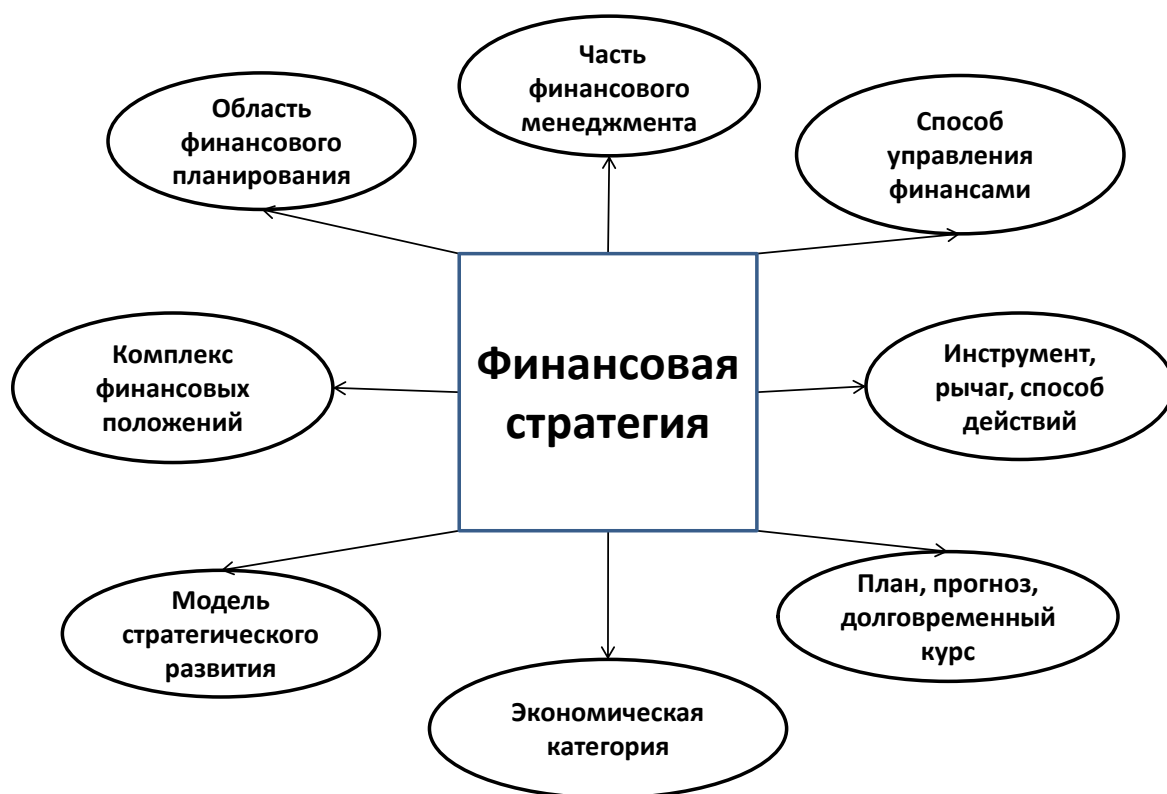 Часть
финансового
менеджмента
Область
финансового
планирования
Способ
управления
финансами
Комплекс
финансовых
положений
Финансовая
стратегия
Инструмент,
рычаг, способ
действий
Модель
стратегического
развития
Экономическая
категория
План, прогноз,
долговременный
курс